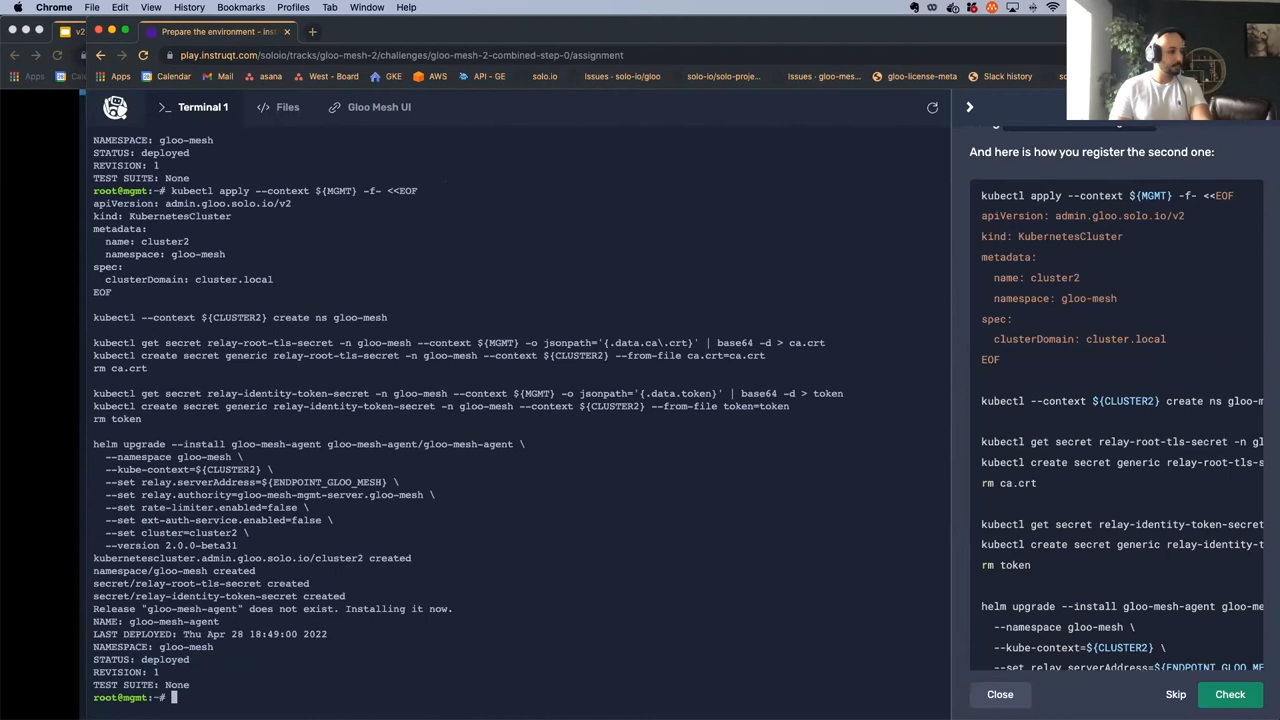 Chrome File Edit View History Bookmarks Profiles Tab Window Help
v2
Prepare the environment - inst
play.instruqt.com/soloio/tracks/gloo-mesh-2/challenges/gloo-mesh-2-combined-step-0/assignment
Apps
Apps Calendar Mail asana West - Board GKE AWS API - GE solo.io Issues · solo-io/gloo solo-io/solo-proje... Issues · gloo-mes... gloo-license-meta Slack history
>_ Terminal 1 </> Files Gloo Mesh UI
NAMESPACE: gloo-mesh
STATUS: deployed
REVISION: 1
TEST SUITE: None
root@mgmt:~# kubectl apply --context ${MGMT} -f- <<EOF
apiVersion: admin.gloo.solo.io/v2
kind: KubernetesCluster
metadata:
  name: cluster2
  namespace: gloo-mesh
spec:
  clusterDomain: cluster.local
EOF
kubectl --context ${CLUSTER2} create ns gloo-mesh
kubectl get secret relay-root-tls-secret -n gloo-mesh --context ${MGMT} -o jsonpath='{.data.ca\.crt}' | base64 -d > ca.crt
kubectl create secret generic relay-root-tls-secret -n gloo-mesh --context ${CLUSTER2} --from-file ca.crt=ca.crt
rm ca.crt
kubectl get secret relay-identity-token-secret -n gloo-mesh --context ${MGMT} -o jsonpath='{.data.token}' | base64 -d > token
kubectl create secret generic relay-identity-token-secret -n gloo-mesh --context ${CLUSTER2} --from-file token=token
rm token
helm upgrade --install gloo-mesh-agent gloo-mesh-agent/gloo-mesh-agent \
  --namespace gloo-mesh \
  --kube-context=${CLUSTER2} \
  --set relay.serverAddress=${ENDPOINT_GLOO_MESH} \
  --set relay.authority=gloo-mesh-mgmt-server.gloo-mesh \
  --set rate-limiter.enabled=false \
  --set ext-auth-service.enabled=false \
  --set cluster=cluster2 \
  --version 2.0.0-beta31
kubernetescluster.admin.gloo.solo.io/cluster2 created
namespace/gloo-mesh created
secret/relay-root-tls-secret created
secret/relay-identity-token-secret created
Release "gloo-mesh-agent" does not exist. Installing it now.
NAME: gloo-mesh-agent
LAST DEPLOYED: Thu Apr 28 18:49:00 2022
NAMESPACE: gloo-mesh
STATUS: deployed
REVISION: 1
TEST SUITE: None
root@mgmt:~#
And here is how you register the second one:
kubectl apply --context ${MGMT} -f- <<EOF
apiVersion: admin.gloo.solo.io/v2
kind: KubernetesCluster
metadata:
  name: cluster2
  namespace: gloo-mesh
spec:
  clusterDomain: cluster.local
EOF
kubectl --context ${CLUSTER2} create ns gloo-m
kubectl get secret relay-root-tls-secret -n gl
kubectl create secret generic relay-root-tls-s
rm ca.crt
kubectl get secret relay-identity-token-secret
kubectl create secret generic relay-identity-t
rm token
helm upgrade --install gloo-mesh-agent gloo-me
  --namespace gloo-mesh \
  --kube-context=${CLUSTER2} \
  --set relay.serverAddress=${ENDPOINT_GLOO_ME
Close Skip Check